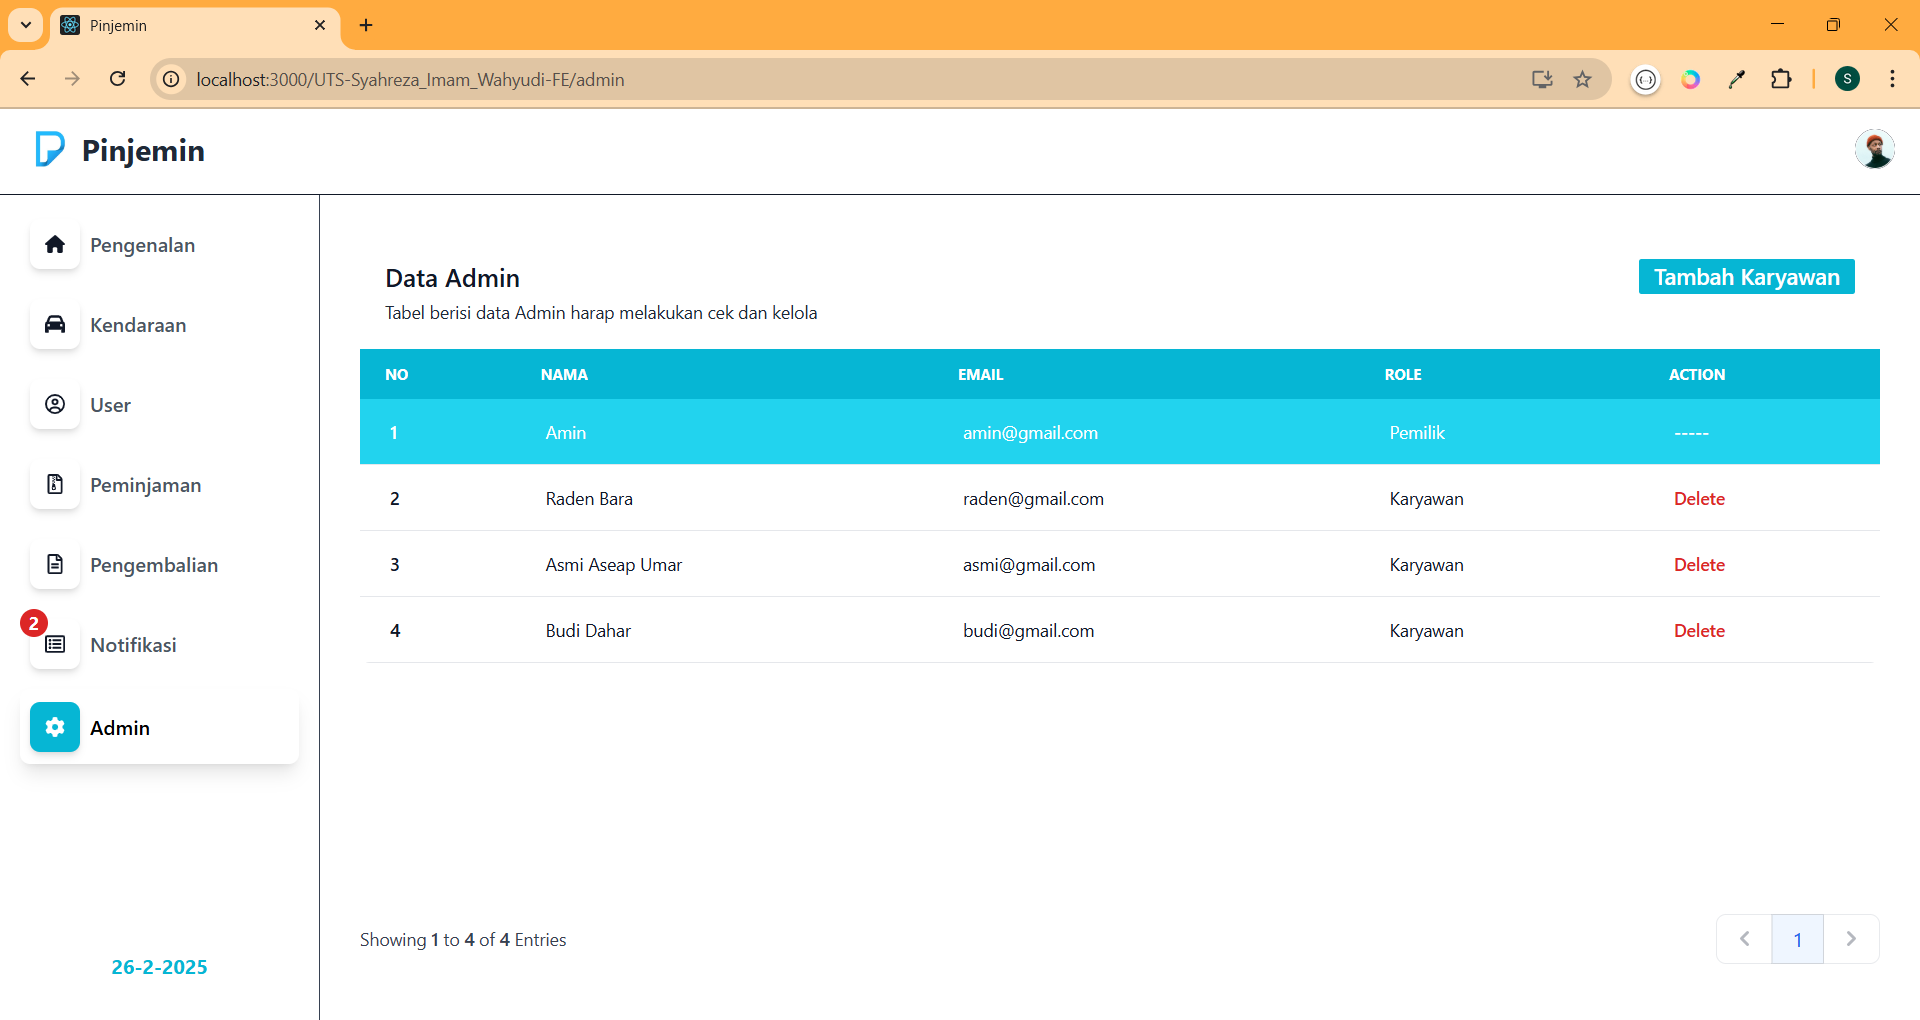 Pinjemin
localhost:3000/UTS-Syahreza_Imam_Wahyudi-FE/admin
S
Pinjemin
Pengenalan
Kendaraan
User
Peminjaman
Pengembalian
2
Notifikasi
Admin
26-2-2025
Data Admin
Tambah Karyawan
Tabel berisi data Admin harap melakukan cek dan kelola
NO NAMA EMAIL ROLE ACTION
1 Amin amin@gmail.com Pemilik -----
2 Raden Bara raden@gmail.com Karyawan Delete
3 Asmi Aseap Umar asmi@gmail.com Karyawan Delete
4 Budi Dahar budi@gmail.com Karyawan Delete
Showing 1 to 4 of 4 Entries
1